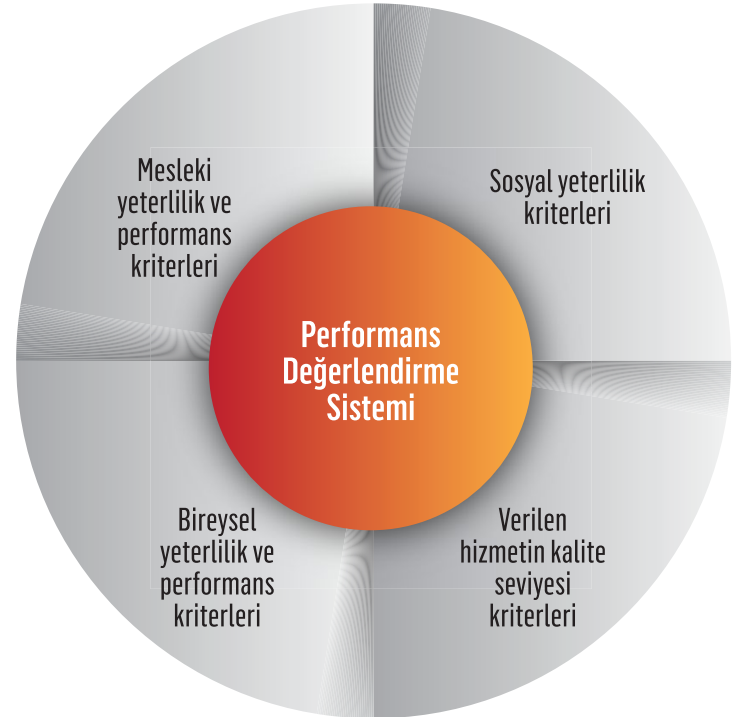 Mesleki
yeterlilik ve
performans
kriterleri
Sosyal yeterlilik
kriterleri
Performans
Değerlendirme
Sistemi
Bireysel
yeterlilik ve
performans
kriterleri
Verilen
hizmetin kalite
seviyesi
kriterleri